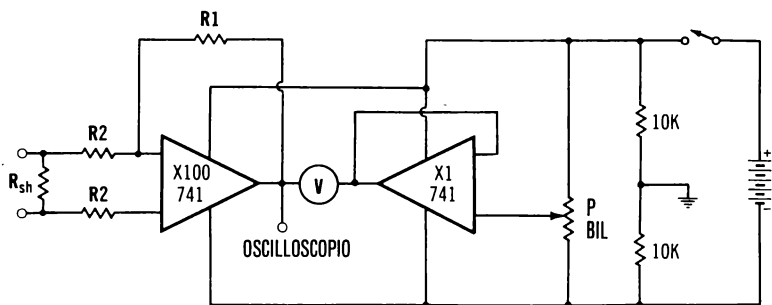 R1
R2
X100
741
Rsh
R2
V
X1
741
OSCILLOSCOPIO
P
BIL
10K
10K
+
-